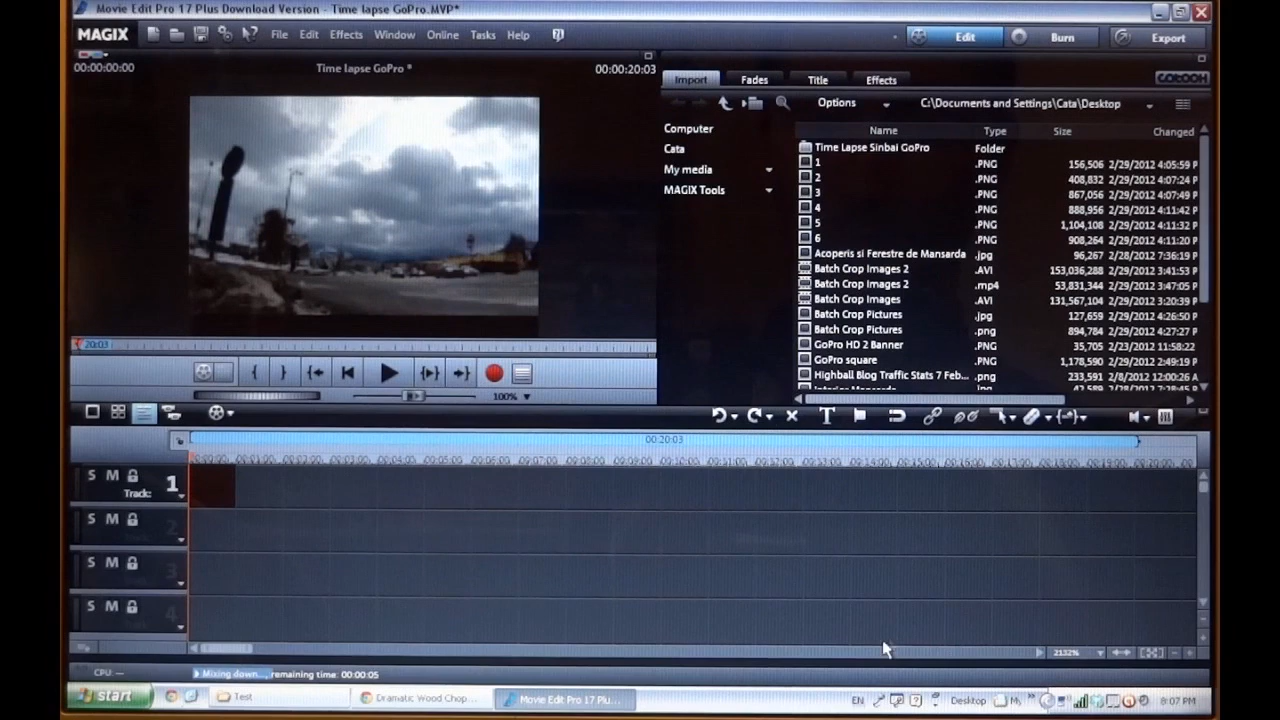 Movie Edit Pro 17 Plus Download Version - Time lapse GoPro.MVP*
MAGIX File Edit Effects Window Online Tasks Help Edit Burn Export
00:00:00:00 Time lapse GoPro * 00:00:20:03
Import Fades Title Effects
Options C:\Documents and Settings\Cata\Desktop
Computer
Cata
My media
MAGIX Tools
Name Type Size Changed
Time Lapse Sinbai GoPro Folder
1 .PNG 156,506 2/29/2012 4:05:59 P
2 .PNG 408,832 2/29/2012 4:07:24 P
3 .PNG 867,056 2/29/2012 4:07:49 P
4 .PNG 888,956 2/29/2012 4:11:42 P
5 .PNG 1,104,108 2/29/2012 4:11:32 P
6 .PNG 908,264 2/29/2012 4:11:20 P
Acoperis si Ferestre de Mansarda .jpg 96,267 2/28/2012 7:36:19 P
Batch Crop Images 2 .AVI 153,036,288 2/29/2012 3:41:53 P
Batch Crop Images 2 .mp4 53,831,344 2/29/2012 3:47:05 P
Batch Crop Images .AVI 131,567,104 2/29/2012 3:20:39 P
Batch Crop Pictures .jpg 127,659 2/29/2012 4:26:50 P
Batch Crop Pictures .png 894,784 2/29/2012 4:27:27 P
GoPro HD 2 Banner .PNG 35,705 2/23/2012 11:58:22
GoPro square .PNG 1,178,590 2/29/2012 2:49:19 P
Highball Blog Traffic Stats 7 Feb... .png 233,591 2/8/2012 12:00:26 A
20:03
100%
00:20:03
S M
Track: 1
S M 2
S M 3
S M 4
2132%
CPU: — Mixing down..., remaining time: 00:00:05
start Test Dramatic Wood Chop... Movie Edit Pro 17 Plu... EN Desktop My 8:07 PM